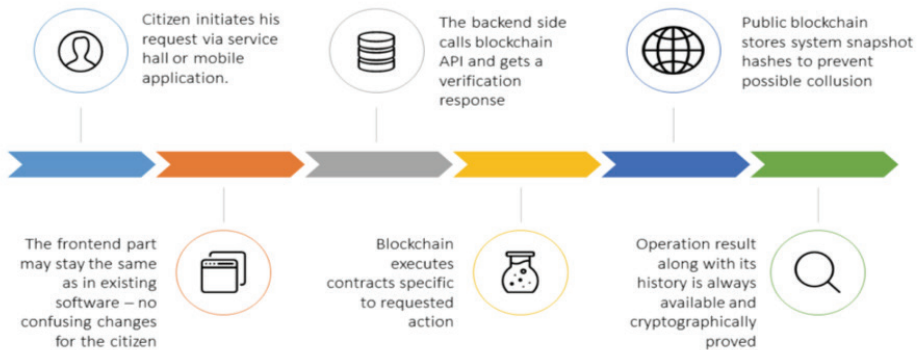 Citizen initiates his
request via service
hall or mobile
application.
The frontend part
may stay the same
as in existing
software – no
confusing changes
for the citizen
The backend side
calls blockchain
API and gets a
verification
response
Blockchain
executes
contracts specific
to requested
action
Public blockchain
stores system snapshot
hashes to prevent
possible collusion
Operation result
along with its
history is always
available and
cryptographically
proved